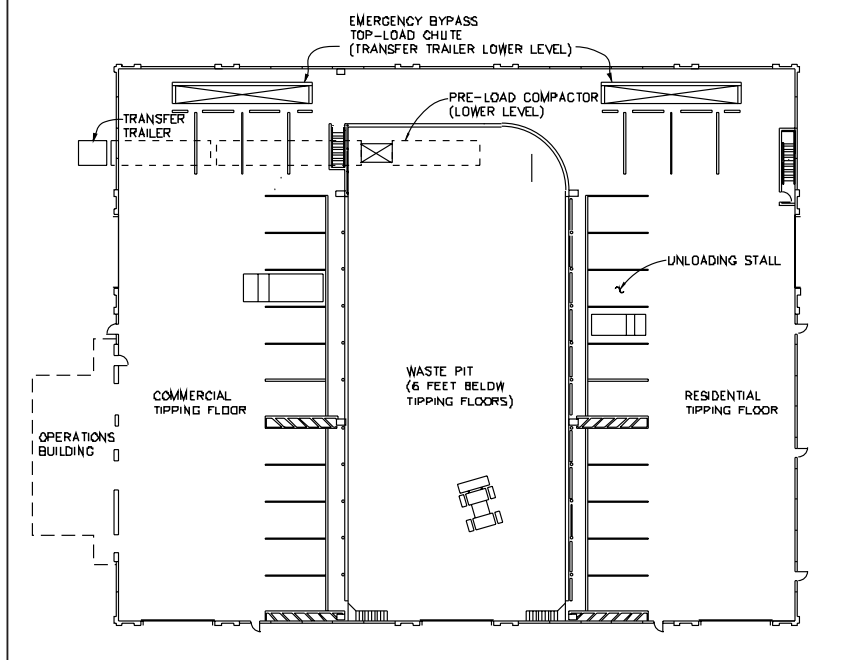 EMERGENCY BYPASS
TOP-LOAD CHUTE
(TRANSFER TRAILER LOWER LEVEL)
PRE-LOAD COMPACTOR
(LOWER LEVEL)
TRANSFER
TRAILER
UNLOADING STALL
WASTE PIT
(6 FEET BELOW
TIPPING FLOORS)
COMMERCIAL
TIPPING FLOOR
RESIDENTIAL
TIPPING FLOOR
OPERATIONS
BUILDING